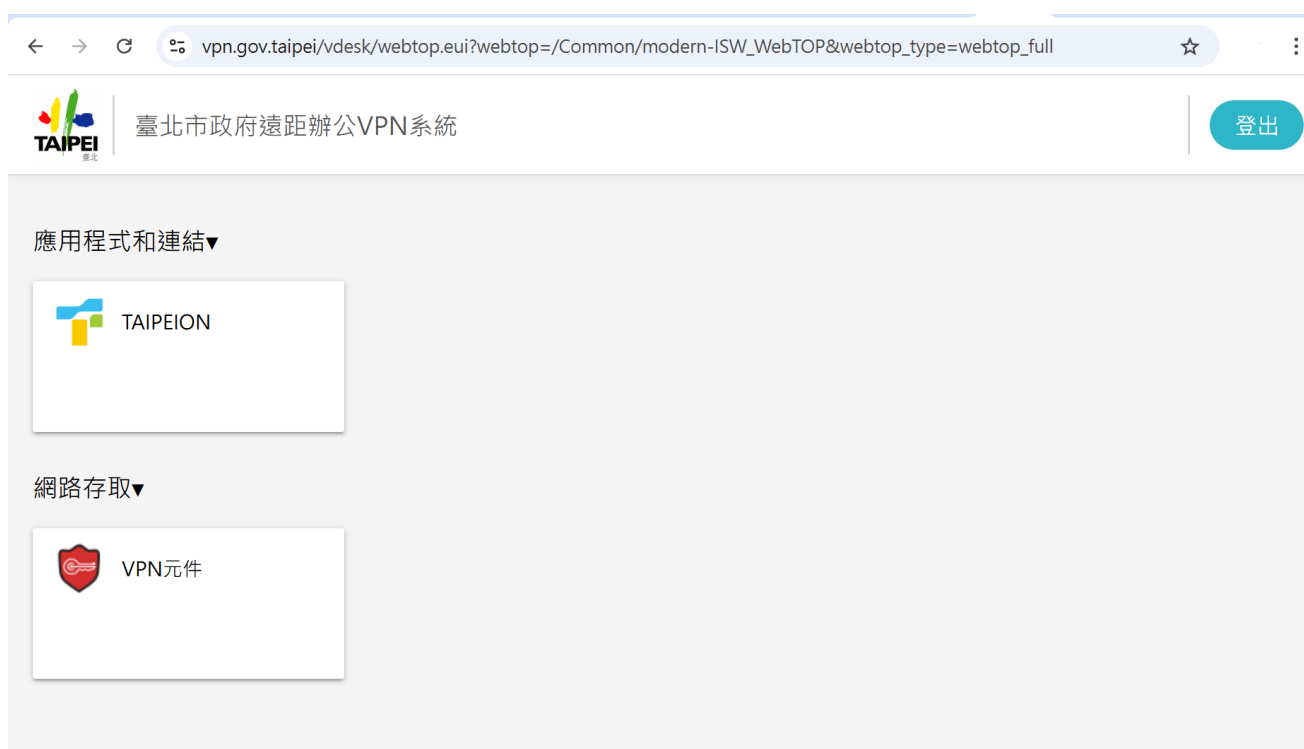 vpn.gov.taipei/vdesk/webtop.eui?webtop=/Common/modern-ISW_WebTOP&webtop_type=webtop_full
TAIPEI
臺北
臺北市政府遠距辦公VPN系統
登出
應用程式和連結▾
TAIPEION
網路存取▾
VPN元件